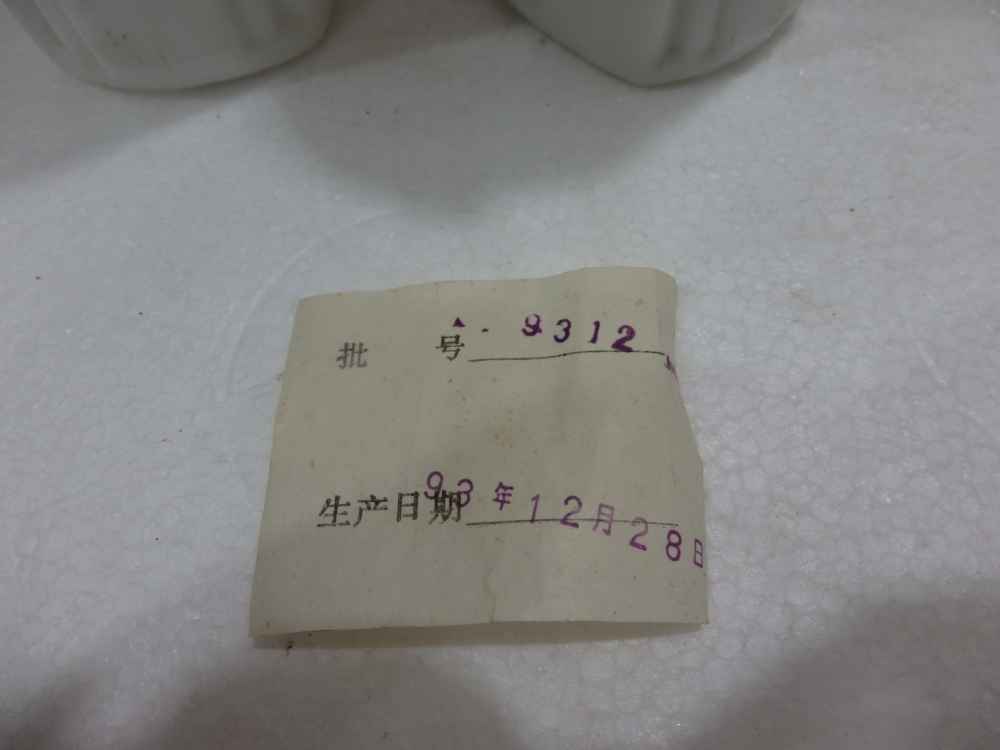 批 号 9312
生产日期 93年12月28日